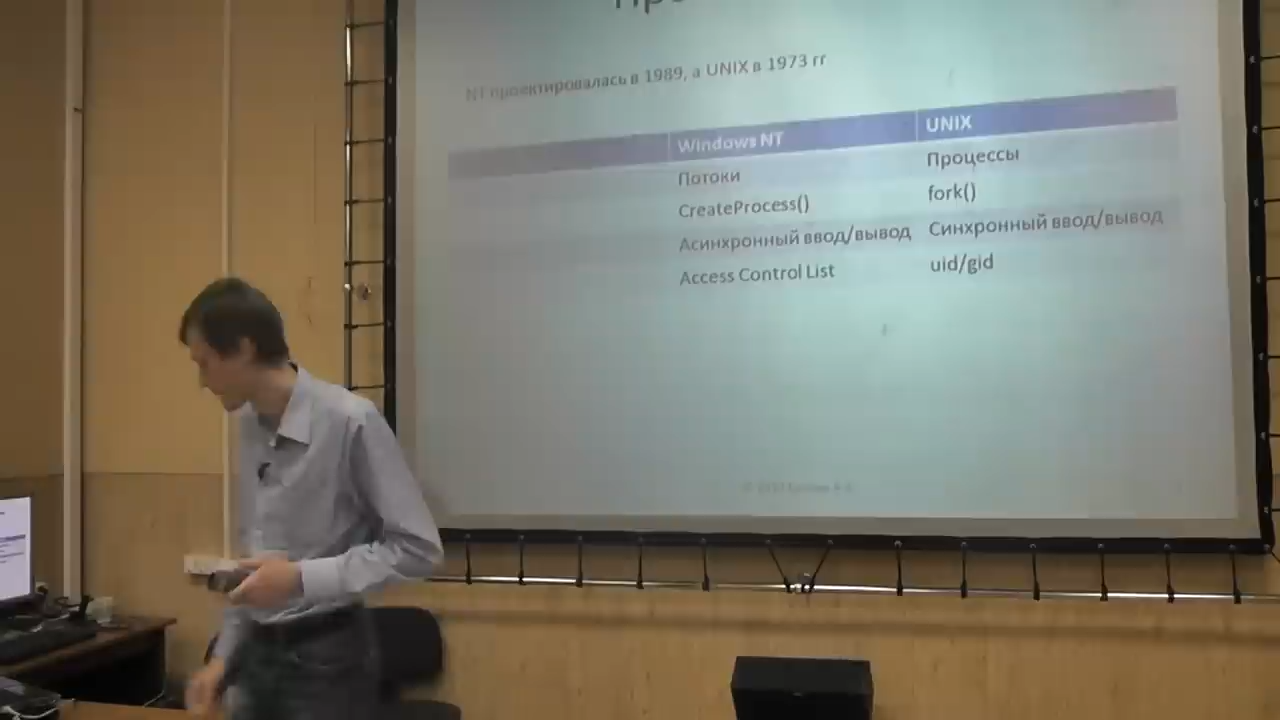 Про
NT проектировалась в 1989, а UNIX в 1973 гг
Windows NT UNIX
Потоки Процессы
CreateProcess() fork()
Асинхронный ввод/вывод Синхронный ввод/вывод
Access Control List uid/gid